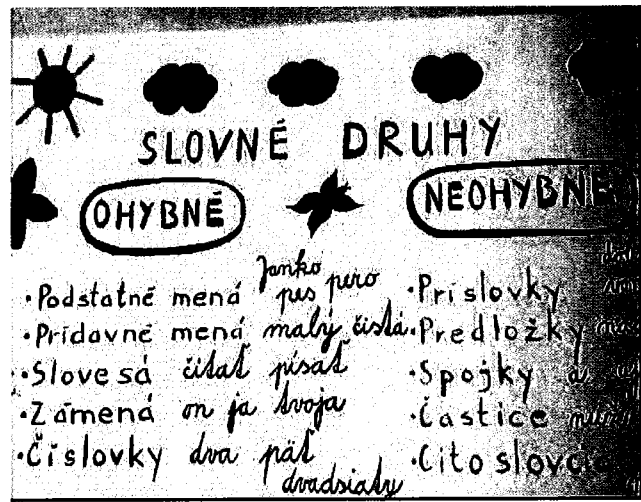 SLOVNÉ DRUHY
OHYBNÉ
NEOHYBNÉ
• Podstatné mená Janko pes pero
• Prídavné mená malý čistá
• Slovesá čítať písať
• Zámená on ja tvoja
• Číslovky dva päť
dvadsiaty
• Príslovky
• Predložky
• Spojky a
• Častice
• Citoslovcia